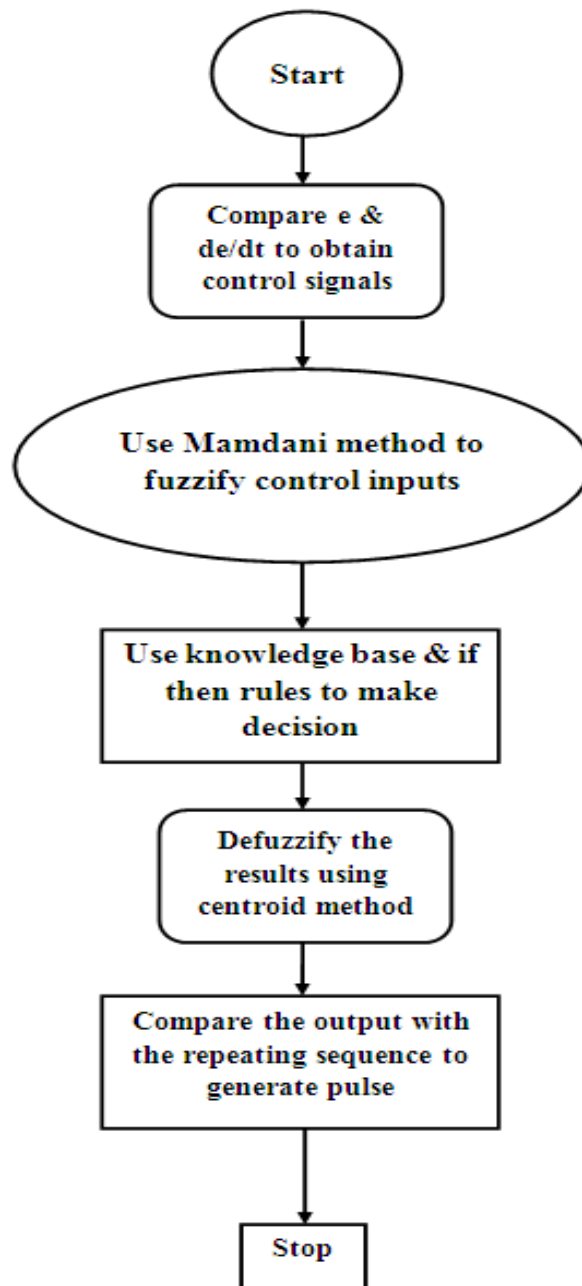 Start
Compare e &
de/dt to obtain
control signals
Use Mamdani method to
fuzzify control inputs
Use knowledge base & if
then rules to make
decision
Defuzzify the
results using
centroid method
Compare the output with
the repeating sequence to
generate pulse
Stop